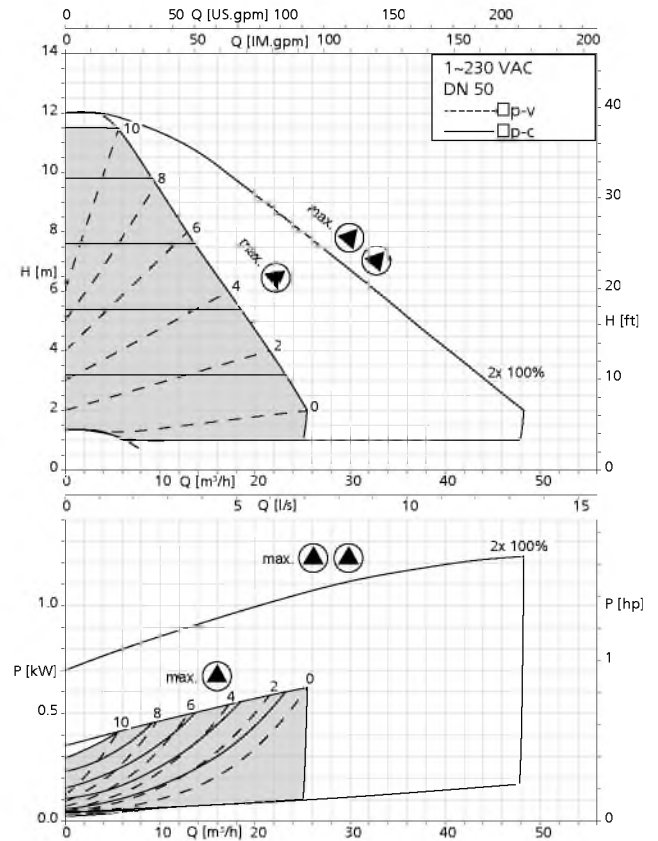 0 50 Q [US.gpm] 100 150 200
0 Q [IM.gpm] 100 150 200
14
12
10
8
H [m]
6
4
2
0
1~230 VAC
DN 50
□p-v
□p-c
40
30
20
H [ft]
10
0
10
8
6
4
2
0
max.
max.
2x 100%
0 10 Q [m³/h] 20 30 40 50
0 5 Q [l/s] 10 15
max.
2x 100%
1.0
P [kW]
0.5
0.0
P [hp]
1
0
max.
10 8 6 4 2 0
0 Q [m³/h] 20 30 40 50